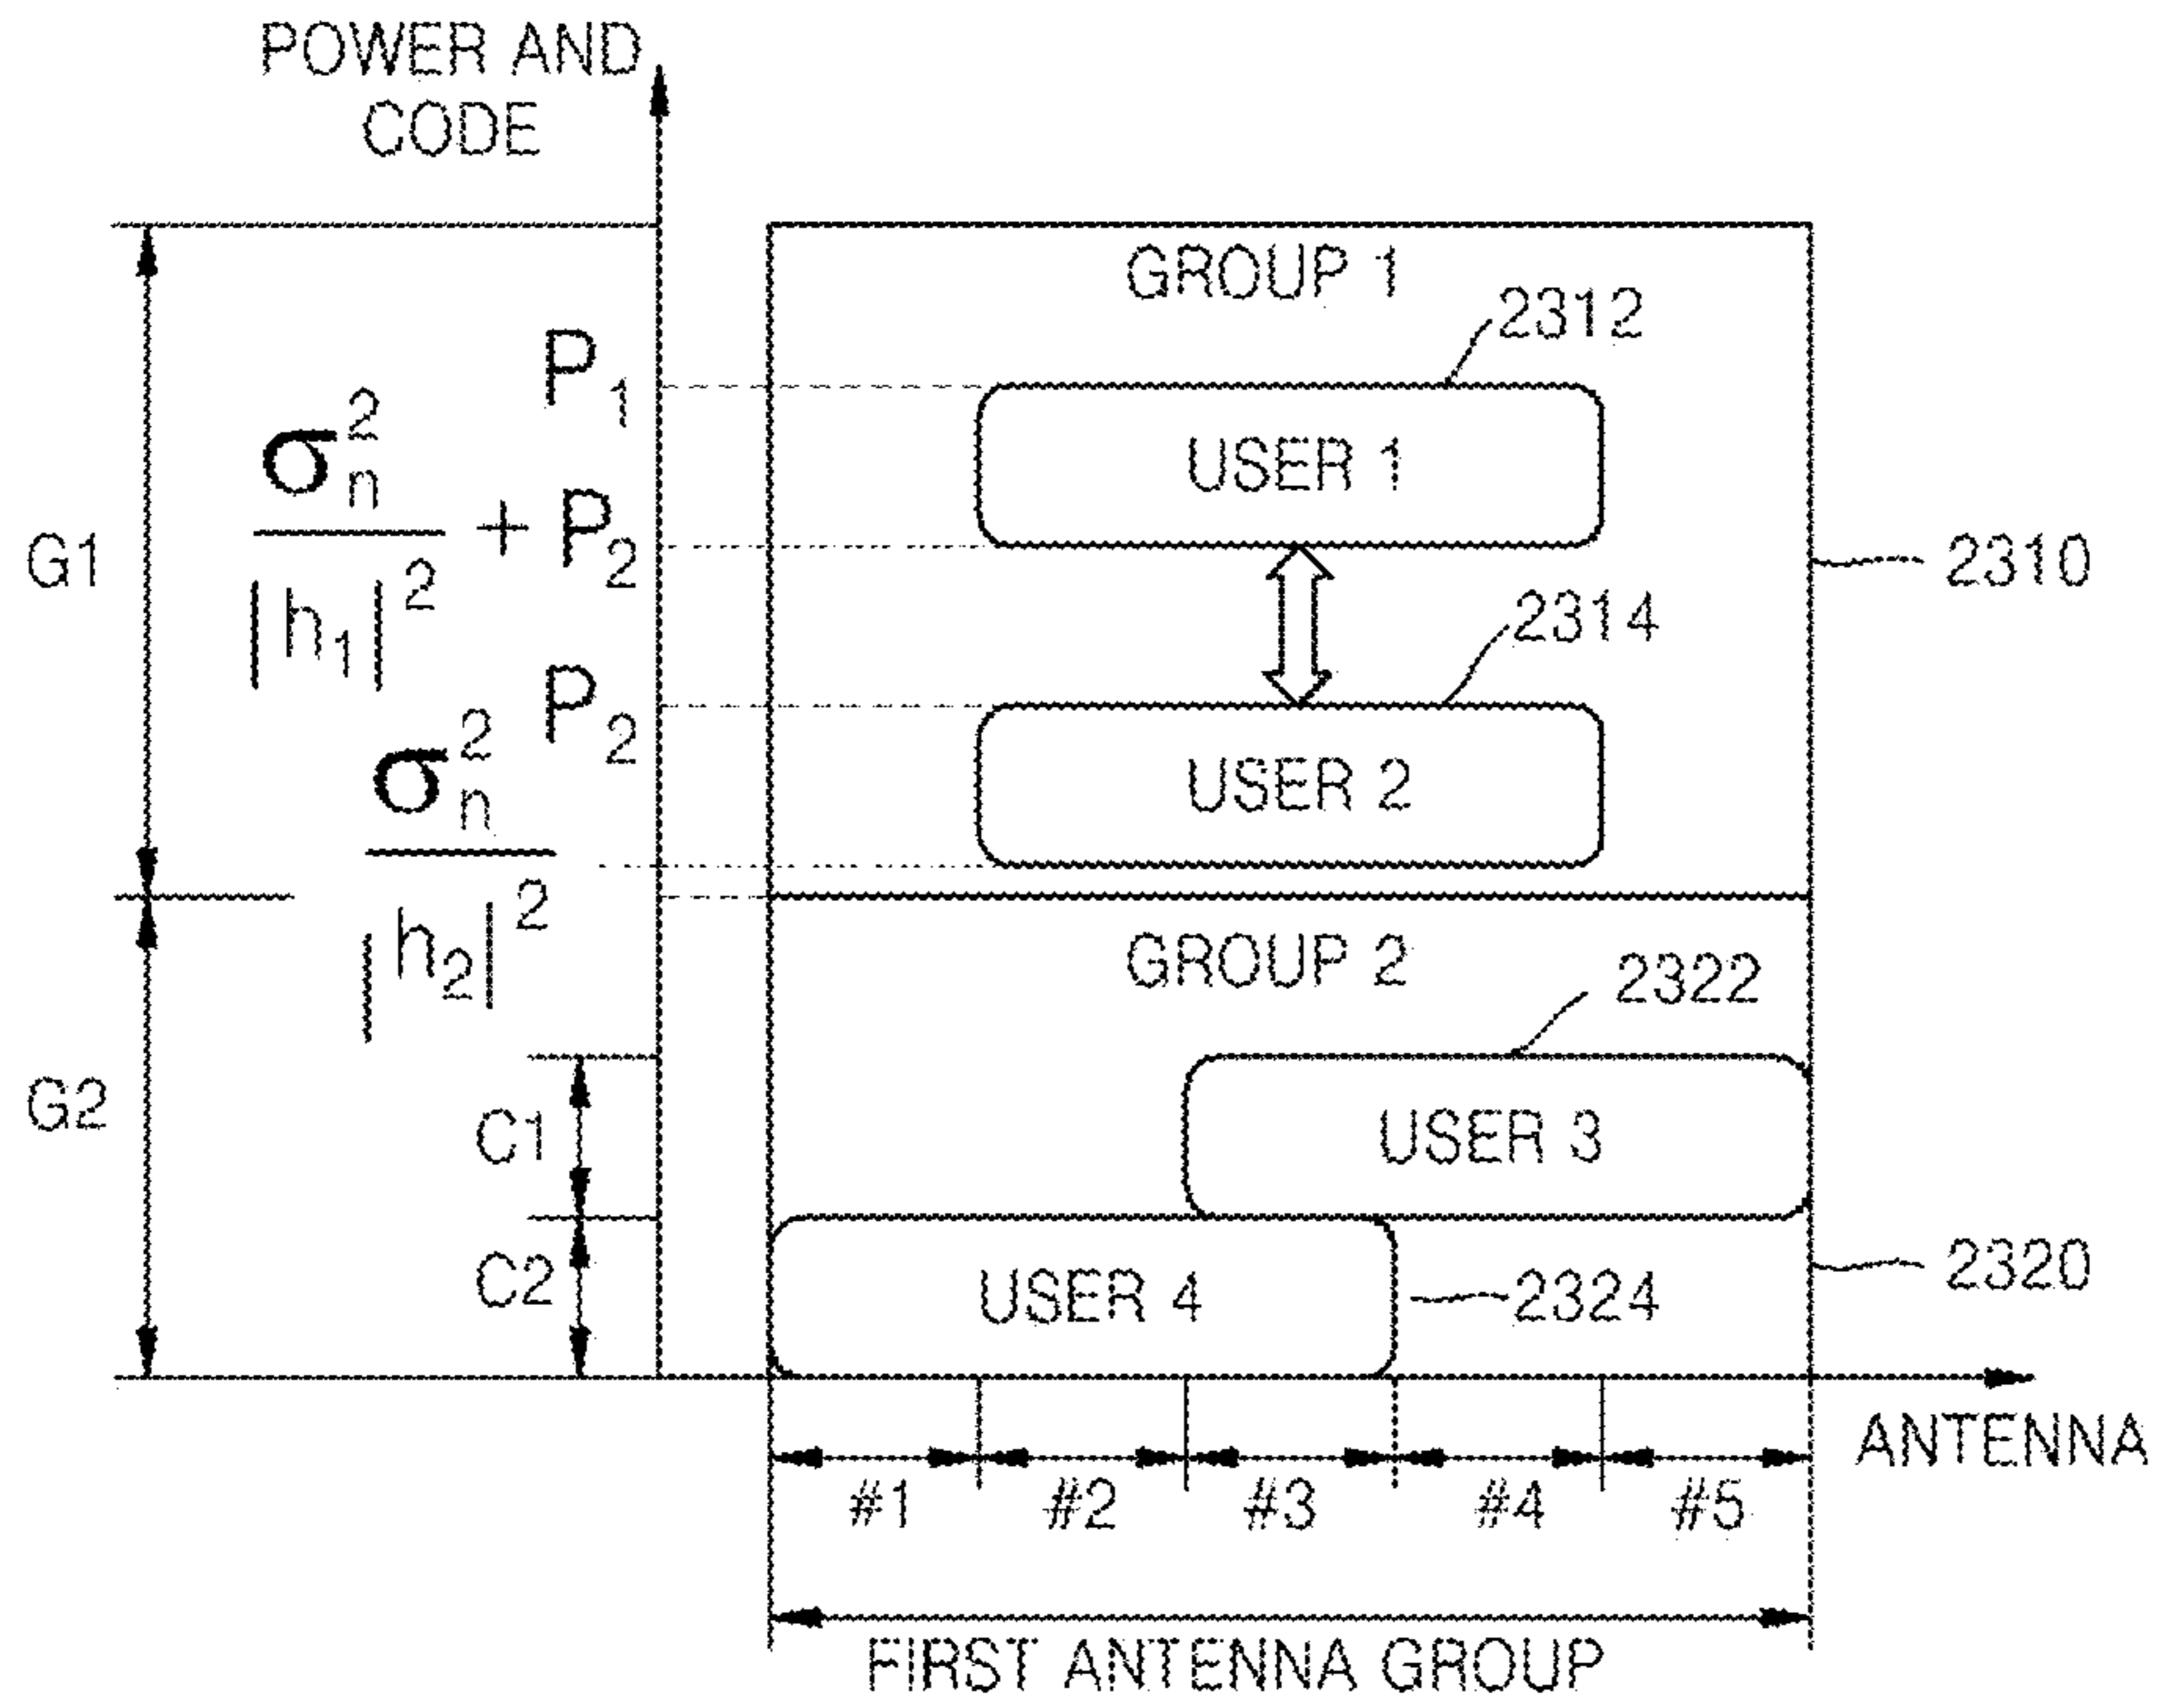 POWER AND
CODE
GROUP 1
2312
P₁
USER 1
σₙ²/|h₁|² + P₂
G1
2310
2314
P₂
USER 2
σₙ²/|h₂|²
GROUP 2
2322
G2
C1
USER 3
C2
USER 4
2324
2320
ANTENNA
#1 #2 #3 #4 #5
FIRST ANTENNA GROUP